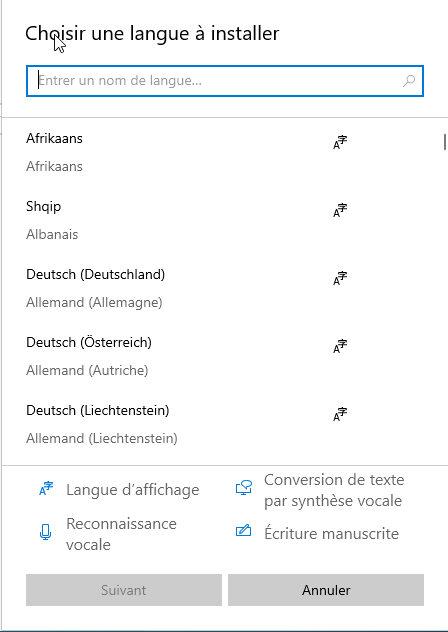 Choisir une langue à installer
Entrer un nom de langue...
Afrikaans
Afrikaans
Shqip
Albanais
Deutsch (Deutschland)
Allemand (Allemagne)
Deutsch (Österreich)
Allemand (Autriche)
Deutsch (Liechtenstein)
Allemand (Liechtenstein)
Langue d’affichage
Conversion de texte
par synthèse vocale
Reconnaissance
vocale
Écriture manuscrite
Suivant
Annuler